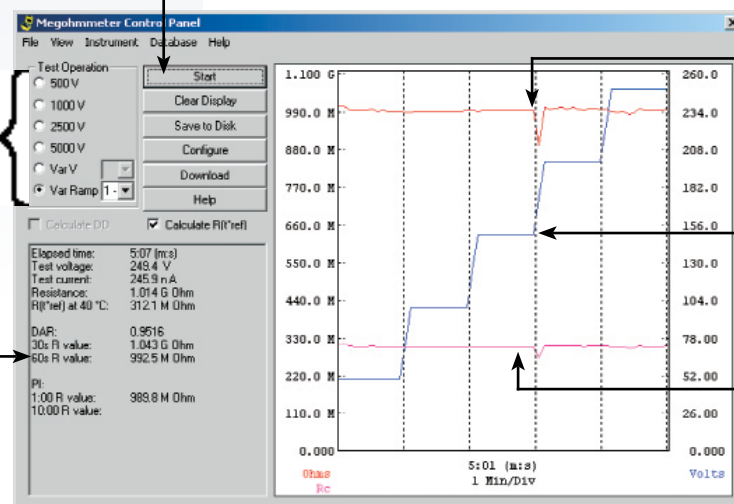 Megohmmeter Control Panel
File View Instrument Database Help
Test Operation
500 V
1000 V
2500 V
5000 V
Var V
Var Ramp 1 -
Start
Clear Display
Save to Disk
Configure
Download
Help
Calculate DD
Calculate R(t°ref)
Elapsed time: 5:07 (m:s)
Test voltage: 249.4 V
Test current: 245.9 n A
Resistance: 1.014 G Ohm
R(t°ref) at 40 °C: 312.1 M Ohm
DAR: 0.9516
30s R value: 1.043 G Ohm
60s R value: 992.5 M Ohm
PI:
1:00 R value: 989.8 M Ohm
10:00 R value:
1.100 G
990.0 M
880.0 M
770.0 M
660.0 M
550.0 M
440.0 M
330.0 M
220.0 M
110.0 M
0.000
260.0
234.0
208.0
182.0
156.0
130.0
104.0
78.00
52.00
26.00
0.000
Ohms
Rc
5:01 (m:s)
1 Min/Div
Volts